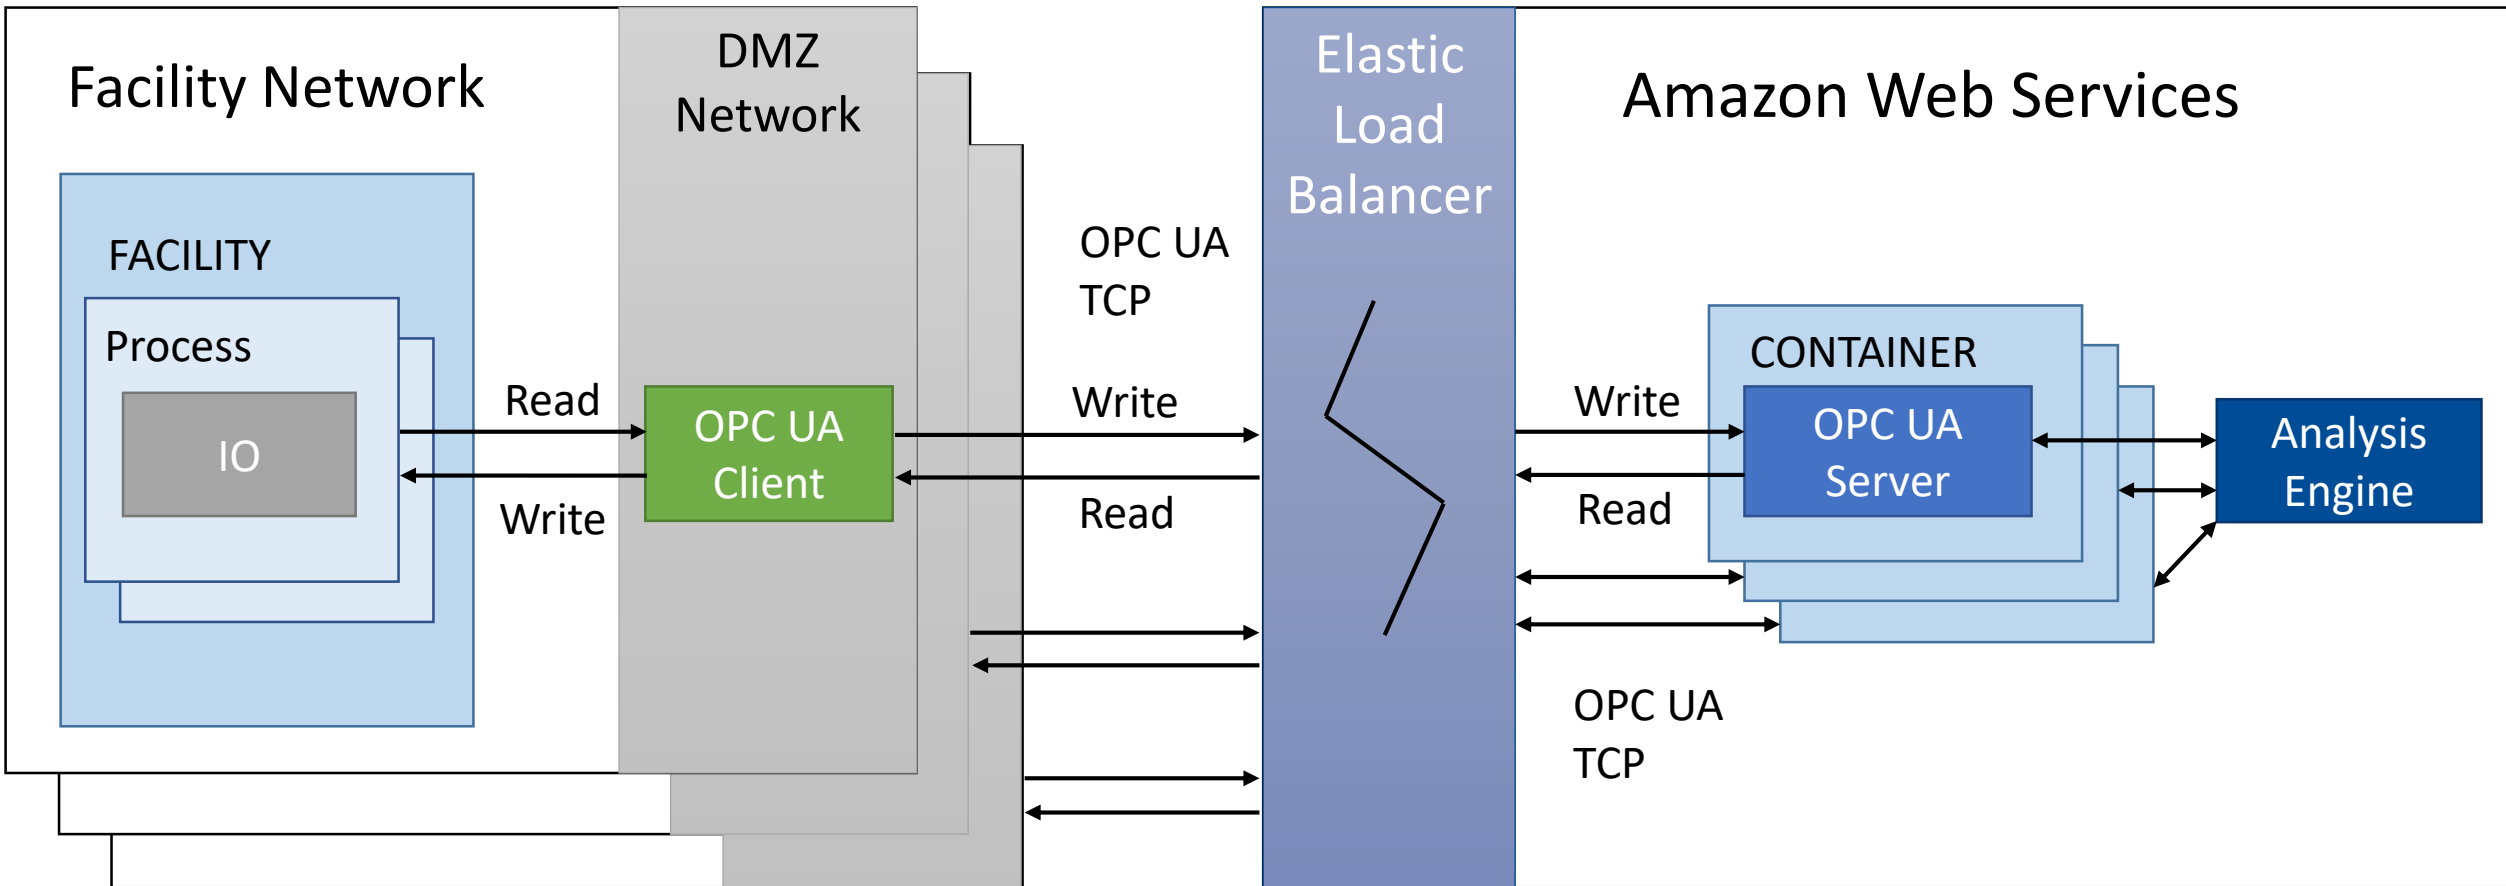 Facility Network
DMZ
Network
FACILITY
Process
IO
Read
Write
OPC UA
Client
OPC UA
TCP
Write
Read
Elastic
Load
Balancer
Amazon Web Services
Write
Read
CONTAINER
OPC UA
Server
Analysis
Engine
OPC UA
TCP